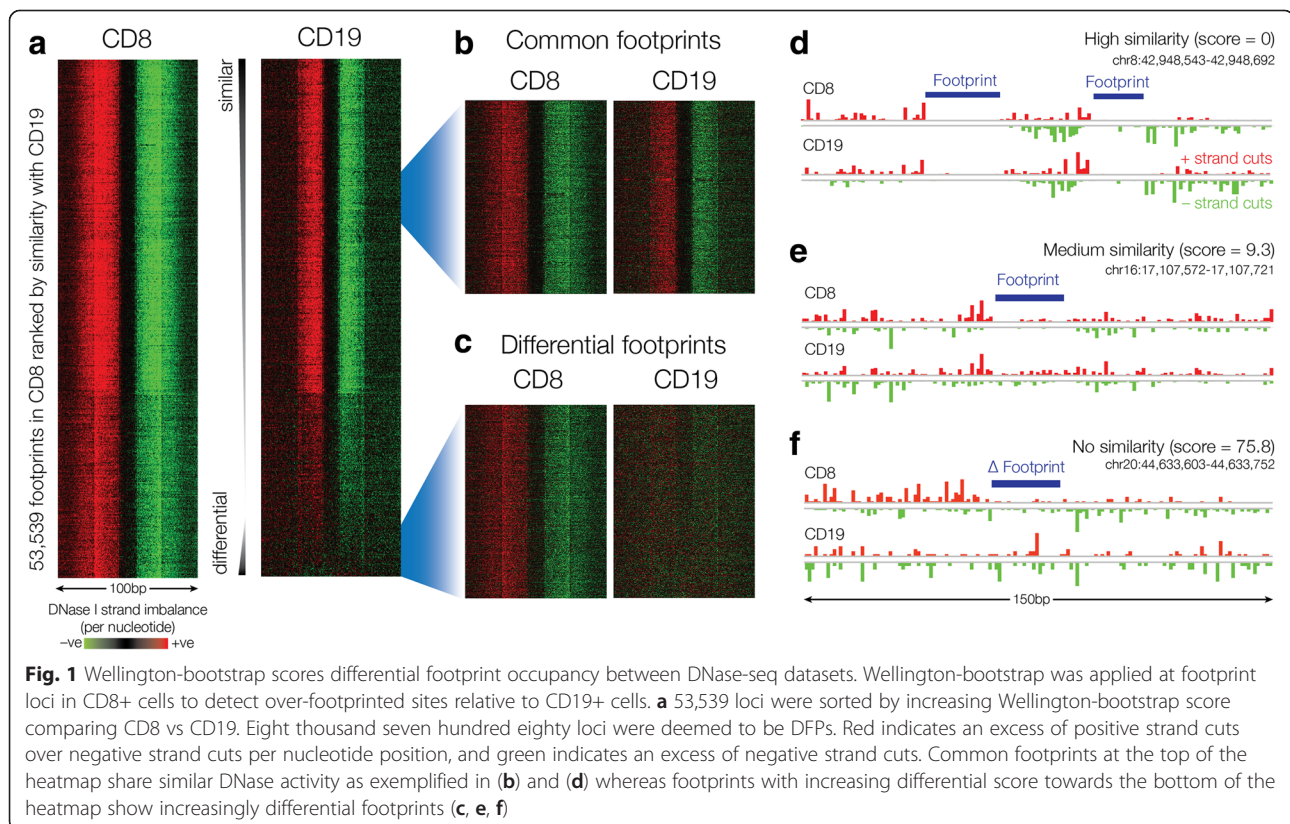 a
CD8
CD19
53,539 footprints in CD8 ranked by similarity with CD19
similar
differential
100bp
DNase I strand imbalance
(per nucleotide)
–ve
+ve
b
Common footprints
CD8
CD19
c
Differential footprints
CD8
CD19
d
High similarity (score = 0)
chr8:42,948,543-42,948,692
CD8
Footprint
Footprint
CD19
+ strand cuts
– strand cuts
e
Medium similarity (score = 9.3)
chr16:17,107,572-17,107,721
Footprint
CD8
CD19
f
No similarity (score = 75.8)
chr20:44,633,603-44,633,752
Δ Footprint
CD8
CD19
150bp
Fig. 1 Wellington-bootstrap scores differential footprint occupancy between DNase-seq datasets. Wellington-bootstrap was applied at footprint
loci in CD8+ cells to detect over-footprinted sites relative to CD19+ cells. a 53,539 loci were sorted by increasing Wellington-bootstrap score
comparing CD8 vs CD19. Eight thousand seven hundred eighty loci were deemed to be DFPs. Red indicates an excess of positive strand cuts
over negative strand cuts per nucleotide position, and green indicates an excess of negative strand cuts. Common footprints at the top of the
heatmap share similar DNase activity as exemplified in (b) and (d) whereas footprints with increasing differential score towards the bottom of the
heatmap show increasingly differential footprints (c, e, f)